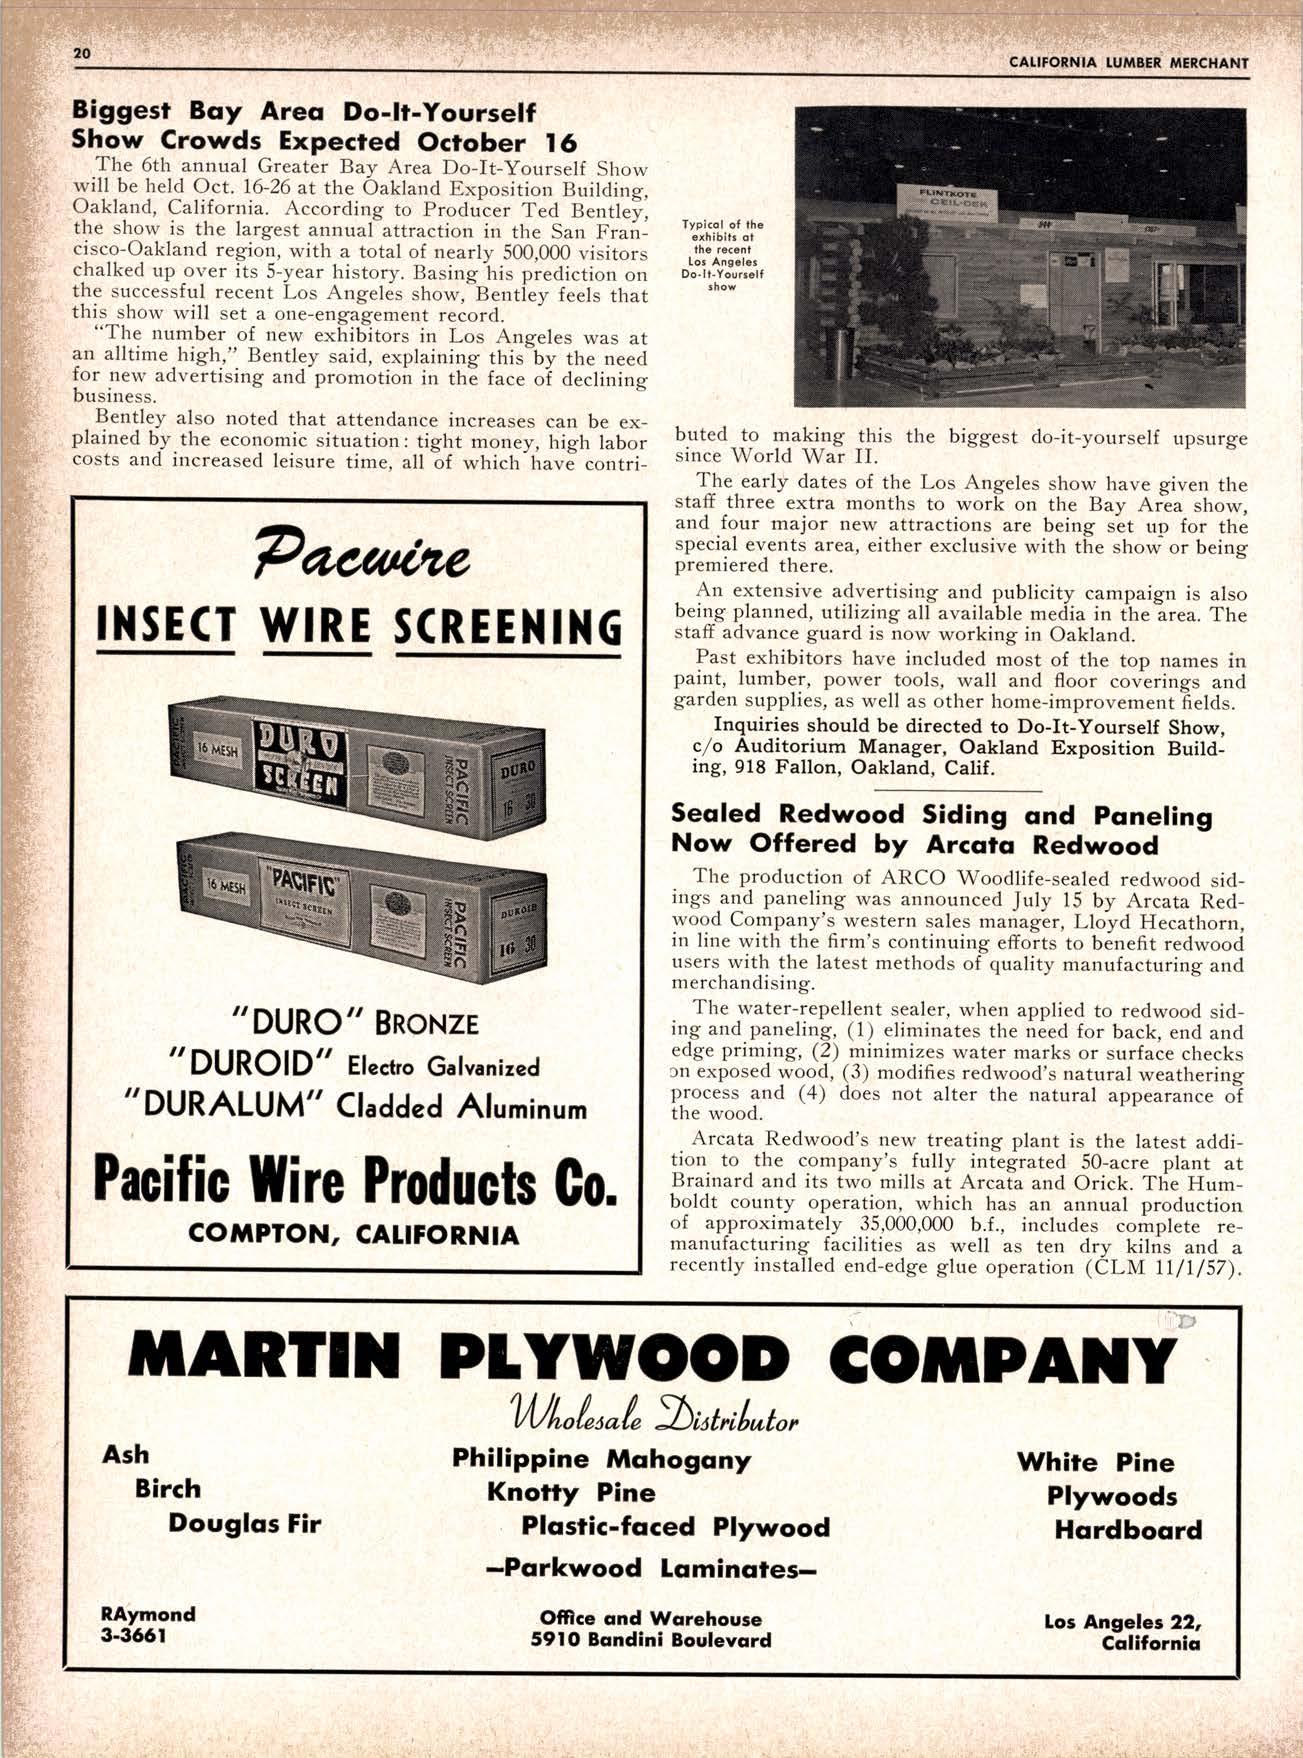 20
CALIFORNIA LUMBER MERCHANT
Biggest Bay Area Do-It-Yourself
Show Crowds Expected October 16
The 6th annual Greater Bay Area Do-It-Yourself Show
will be held Oct. 16-26 at the Oakland Exposition Building,
Oakland, California. According to Producer Ted Bentley,
the show is the largest annual attraction in the San Fran-
cisco-Oakland region, with a total of nearly 500,000 visitors
chalked up over its 5-year history. Basing his prediction on
the successful recent Los Angeles show, Bentley feels that
this show will set a one-engagement record.
"The number of new exhibitors in Los Angeles was at
an alltime high," Bentley said, explaining this by the need
for new advertising and promotion in the face of declining
business.
Bentley also noted that attendance increases can be ex-
plained by the economic situation: tight money, high labor
costs and increased leisure time, all of which have contri-
Typical of the
exhibits at
the recent
Los Angeles
Do-It-Yourself
show
FLINTKOTE
CEIL-DEK
buted to making this the biggest do-it-yourself upsurge
since World War II.
The early dates of the Los Angeles show have given the
staff three extra months to work on the Bay Area show,
and four major new attractions are being set up for the
special events area, either exclusive with the show or being
premiered there.
An extensive advertising and publicity campaign is also
being planned, utilizing all available media in the area. The
staff advance guard is now working in Oakland.
Past exhibitors have included most of the top names in
paint, lumber, power tools, wall and floor coverings and
garden supplies, as well as other home-improvement fields.
Inquiries should be directed to Do-It-Yourself Show,
c/o Auditorium Manager, Oakland Exposition Build-
ing, 918 Fallon, Oakland, Calif.
Sealed Redwood Siding and Paneling
Now Offered by Arcata Redwood
The production of ARCO Woodlife-sealed redwood sid-
ings and paneling was announced July 15 by Arcata Red-
wood Company's western sales manager, Lloyd Hecathorn,
in line with the firm's continuing efforts to benefit redwood
users with the latest methods of quality manufacturing and
merchandising.
The water-repellent sealer, when applied to redwood sid-
ing and paneling, (1) eliminates the need for back, end and
edge priming, (2) minimizes water marks or surface checks
on exposed wood, (3) modifies redwood's natural weathering
process and (4) does not alter the natural appearance of
the wood.
Arcata Redwood's new treating plant is the latest addi-
tion to the company's fully integrated 50-acre plant at
Brainard and its two mills at Arcata and Orick. The Hum-
boldt county operation, which has an annual production
of approximately 35,000,000 b.f., includes complete re-
manufacturing facilities as well as ten dry kilns and a
recently installed end-edge glue operation (CLM 11/1/57).
Pacwire
INSECT WIRE SCREENING
16 MESH
DURO
SCREEN
PACIFIC
INSECT SCREEN
DURO
16 30
16 MESH
"PACIFIC"
INSECT SCREEN
PACIFIC
INSECT SCREEN
DUROID
16 30
"DURO" BRONZE
"DUROID" Electro Galvanized
"DURALUM" Cladded Aluminum
Pacific Wire Products Co.
COMPTON, CALIFORNIA
MARTIN PLYWOOD COMPANY
Wholesale Distributor
Ash
Birch
Douglas Fir
Philippine Mahogany
Knotty Pine
Plastic-faced Plywood
—Parkwood Laminates—
White Pine
Plywoods
Hardboard
RAymond
3-3661
Office and Warehouse
5910 Bandini Boulevard
Los Angeles 22,
California